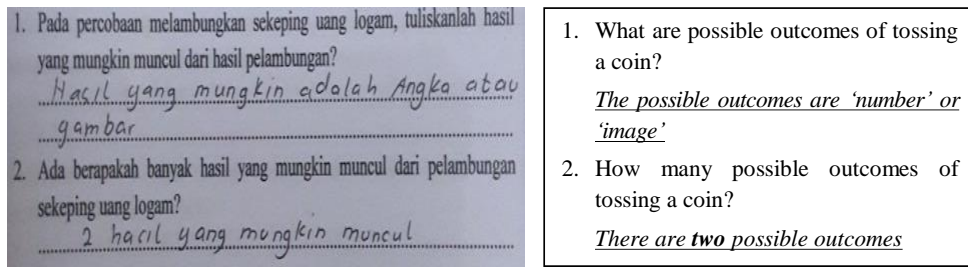 1. Pada percobaan melambungkan sekeping uang logam, tuliskanlah hasil
yang mungkin muncul dari hasil pelambungan?
Hasil yang mungkin adalah Angka atau
gambar
2. Ada berapakah banyak hasil yang mungkin muncul dari pelambungan
sekeping uang logam?
2 hacil yang mungkin muncul
1. What are possible outcomes of tossing
a coin?
The possible outcomes are ‘number’ or
‘image’
2. How many possible outcomes of
tossing a coin?
There are two possible outcomes